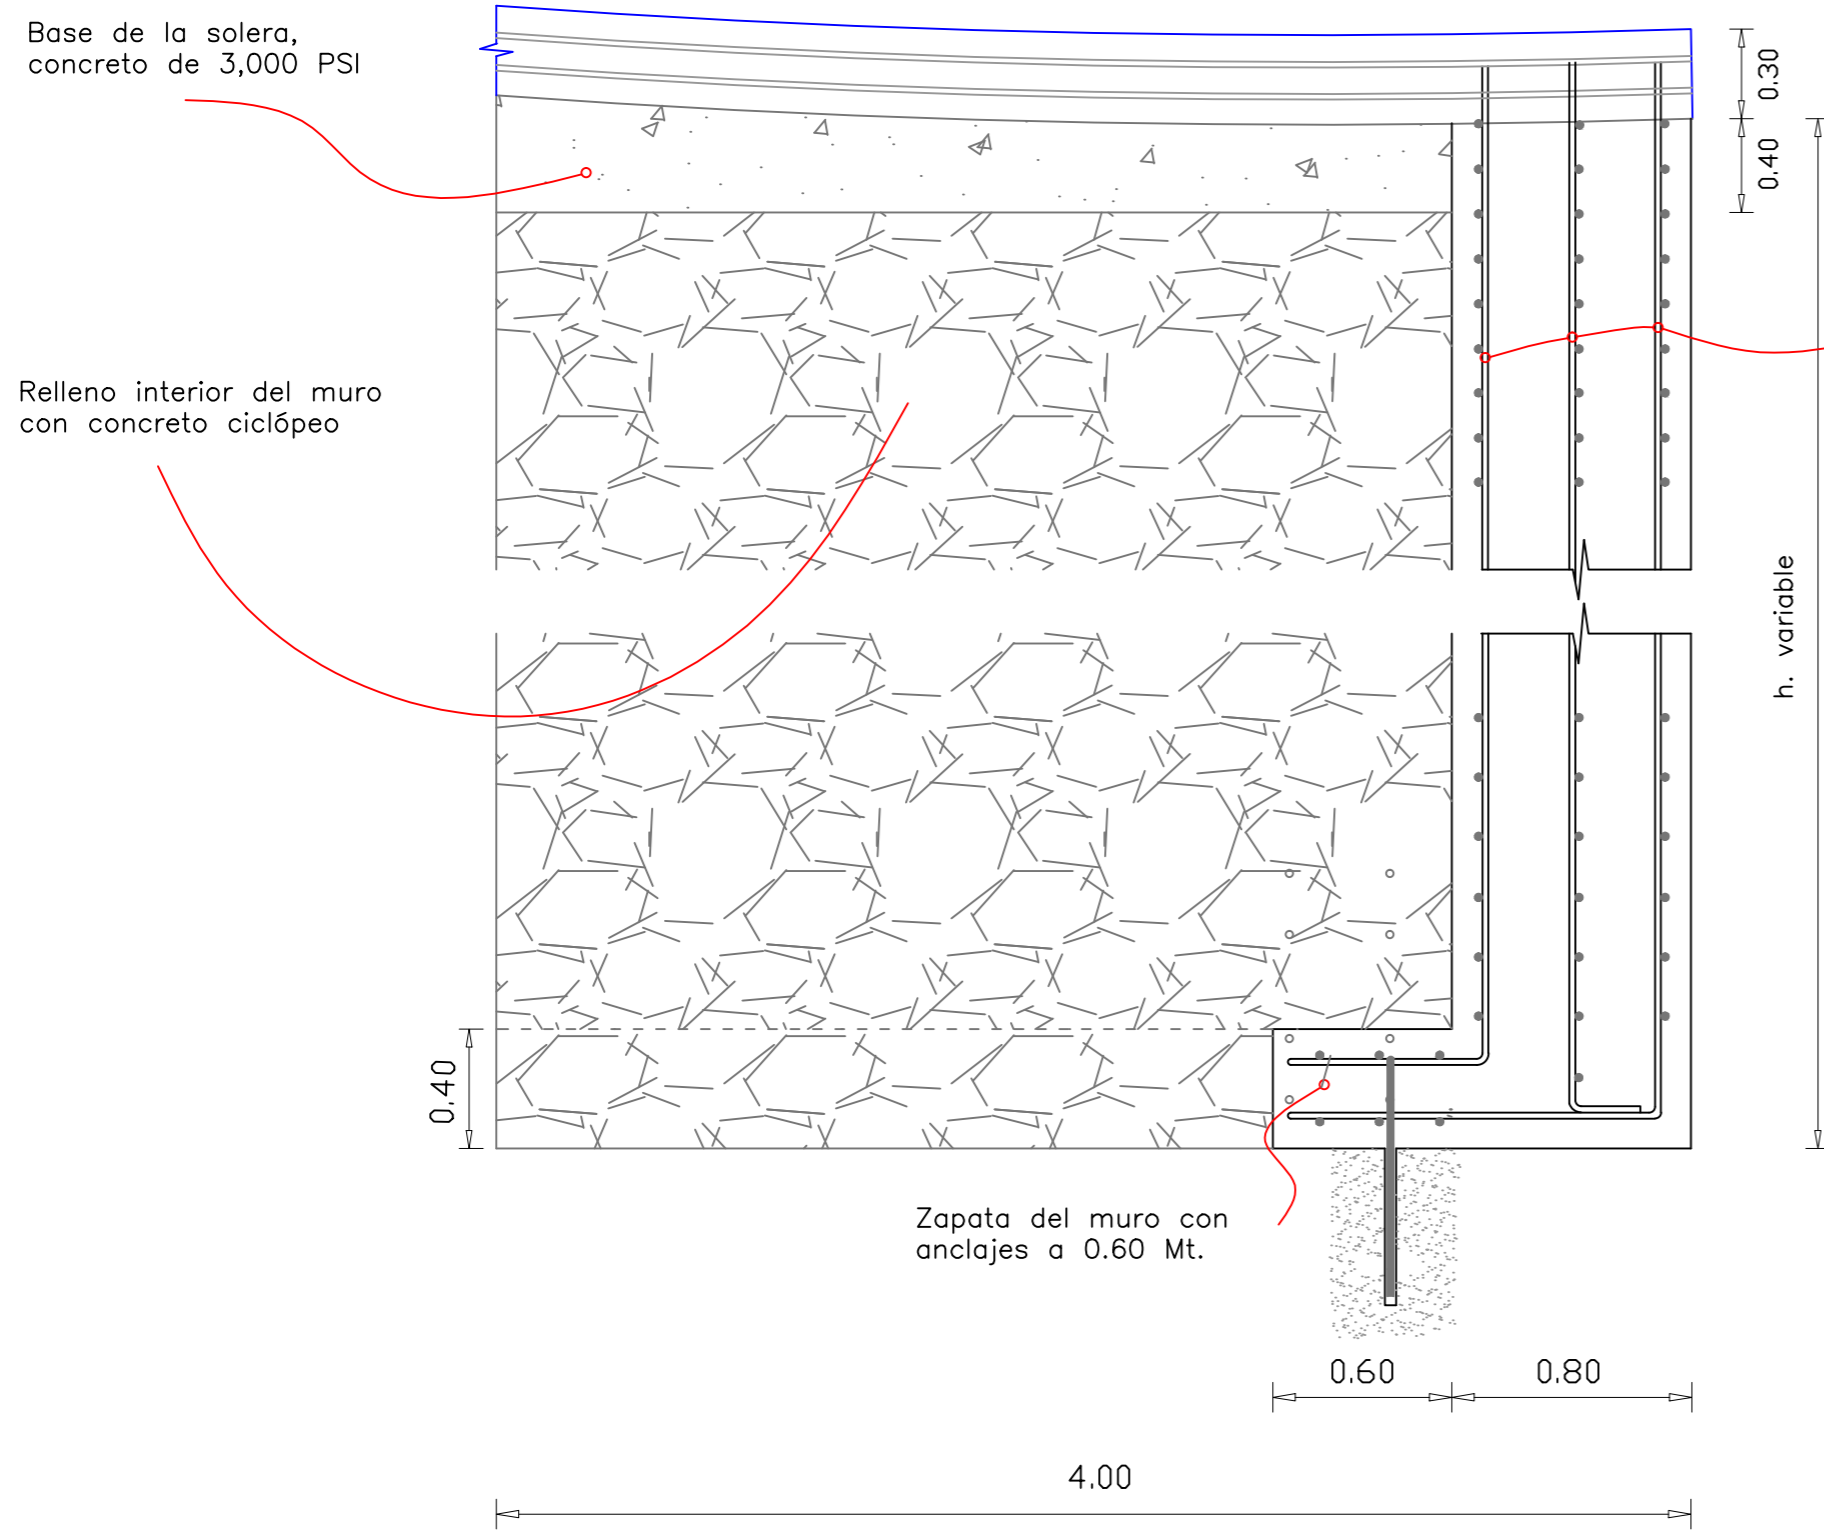 Base de la solera,
concreto de 3,000 PSI
0.30
0.40
Relleno interior del muro
con concreto ciclópeo
h. variable
0.40
Zapata del muro con
anclajes a 0.60 Mt.
0.60
0.80
4.00